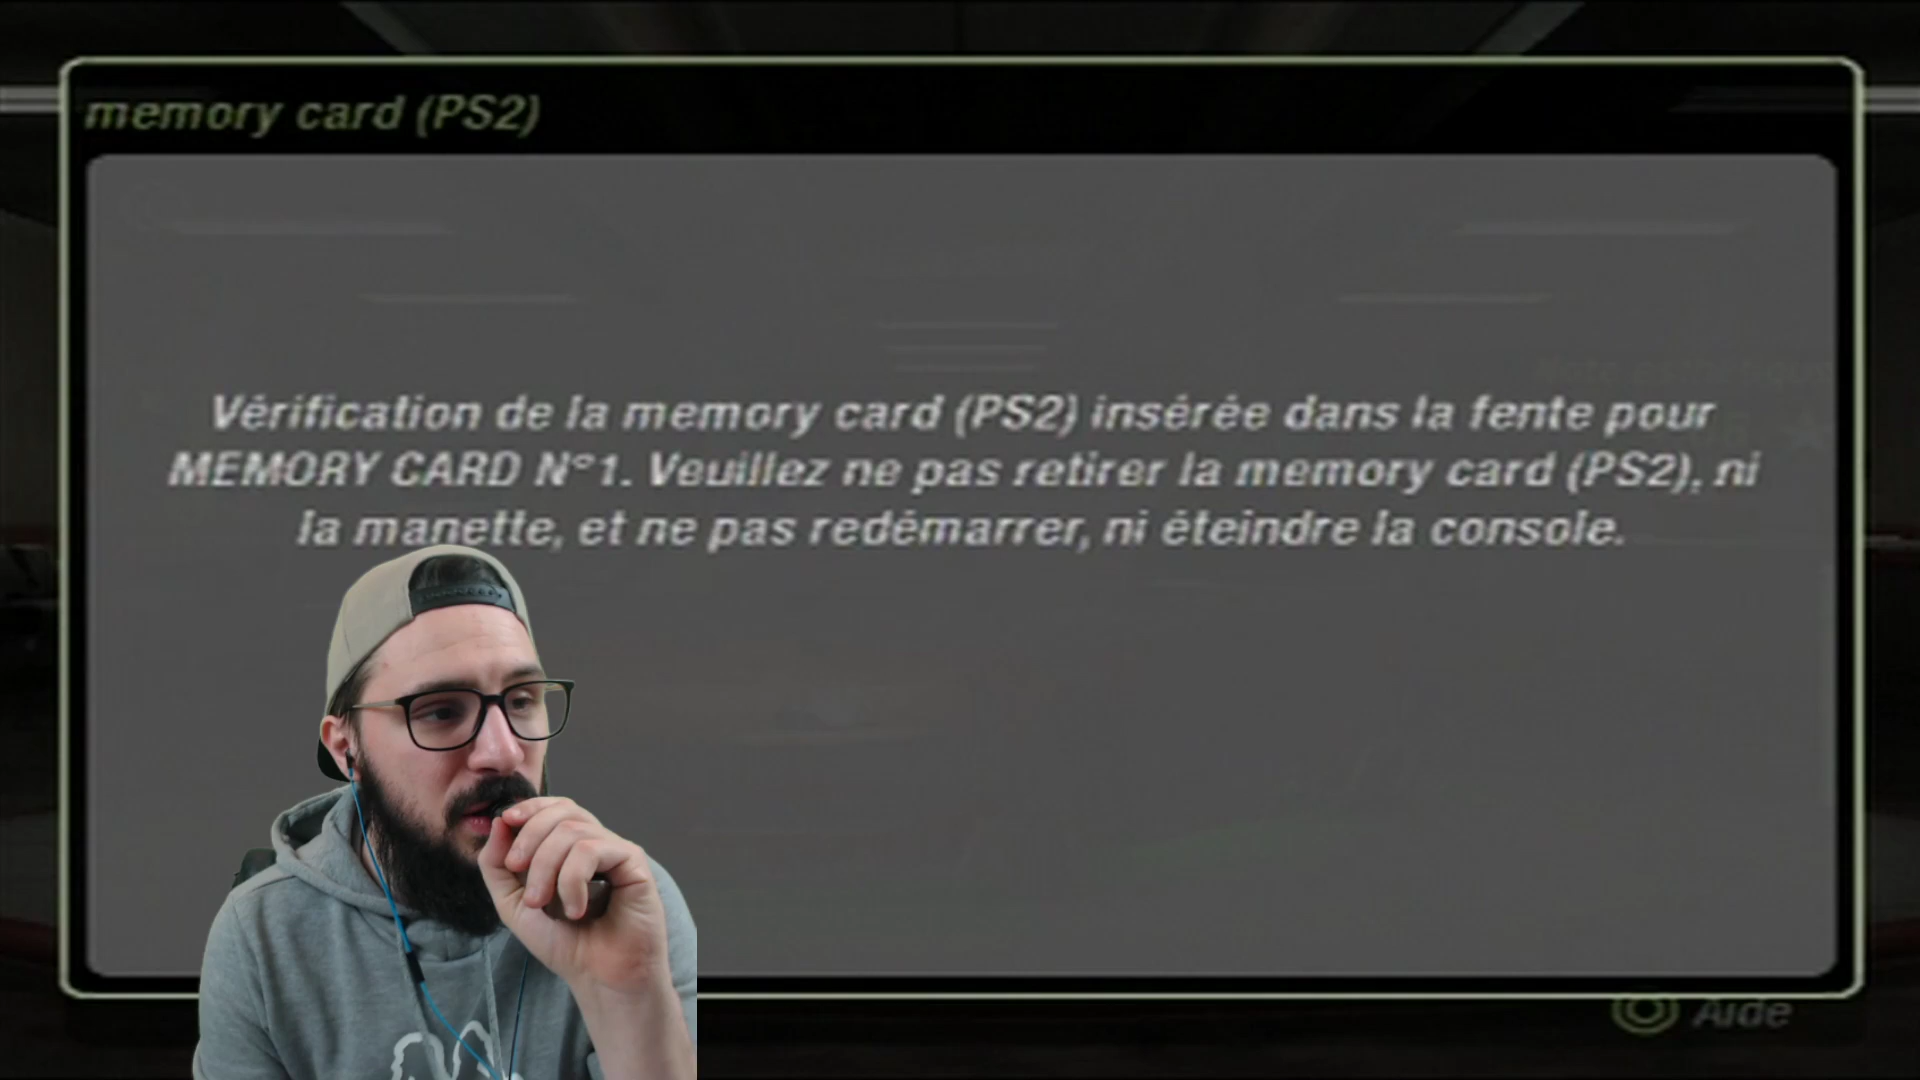 memory card (PS2)
Vérification de la memory card (PS2) insérée dans la fente pour
MEMORY CARD N°1. Veuillez ne pas retirer la memory card (PS2), ni
la manette, et ne pas redémarrer, ni éteindre la console.
Aide